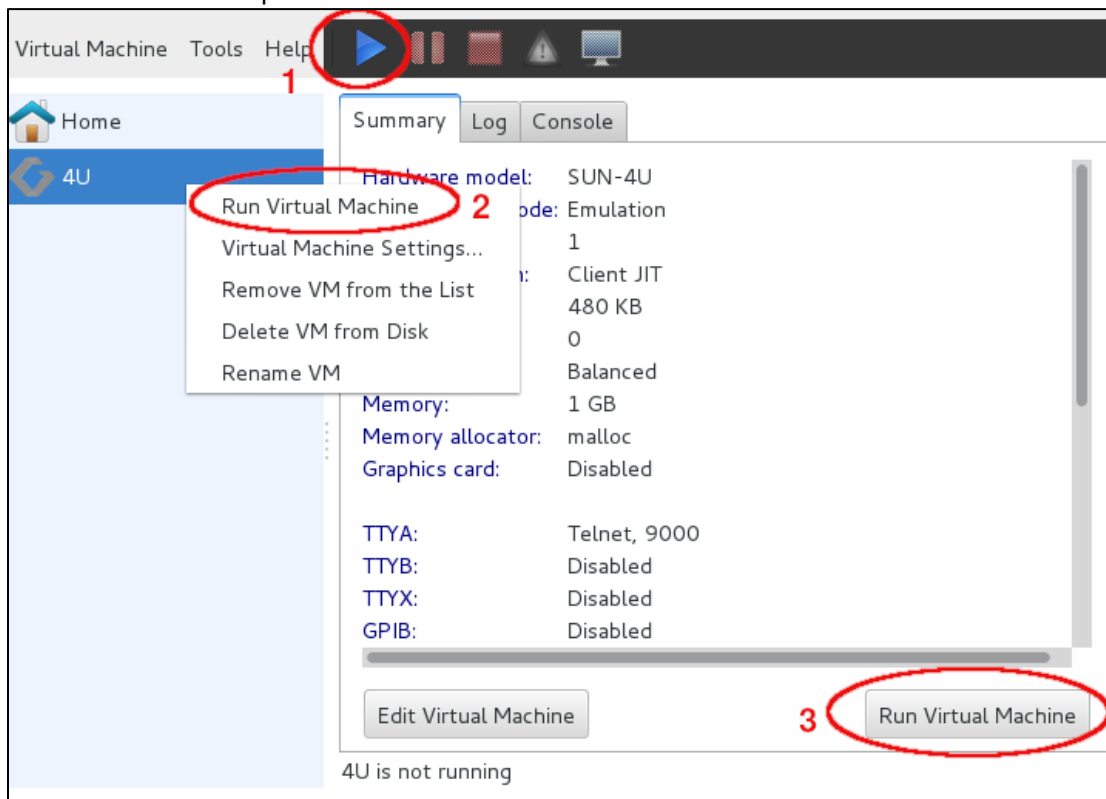 Virtual Machine Tools Help
1
Home
4U
Summary Log Console
Hardware model: SUN-4U
Run Virtual Machine 2 ode: Emulation
Virtual Machine Settings... 1
n: Client JIT
Remove VM from the List 480 KB
Delete VM from Disk 0
Rename VM Balanced
Memory: 1 GB
Memory allocator: malloc
Graphics card: Disabled
TTYA: Telnet, 9000
TTYB: Disabled
TTYX: Disabled
GPIB: Disabled
Edit Virtual Machine 3 Run Virtual Machine
4U is not running